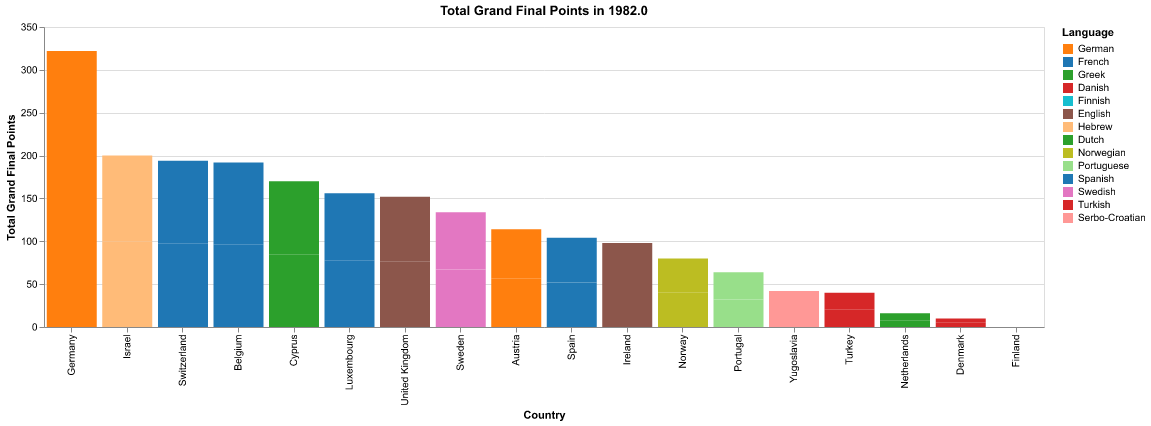 Total Grand Final Points in 1982.0
Total Grand Final Points
350
300
250
200
150
100
50
0
Germany
Israel
Switzerland
Belgium
Cyprus
Luxembourg
United Kingdom
Sweden
Austria
Spain
Ireland
Norway
Portugal
Yugoslavia
Turkey
Netherlands
Denmark
Finland
Country
Language
German
French
Greek
Danish
Finnish
English
Hebrew
Dutch
Norwegian
Portuguese
Spanish
Swedish
Turkish
Serbo-Croatian